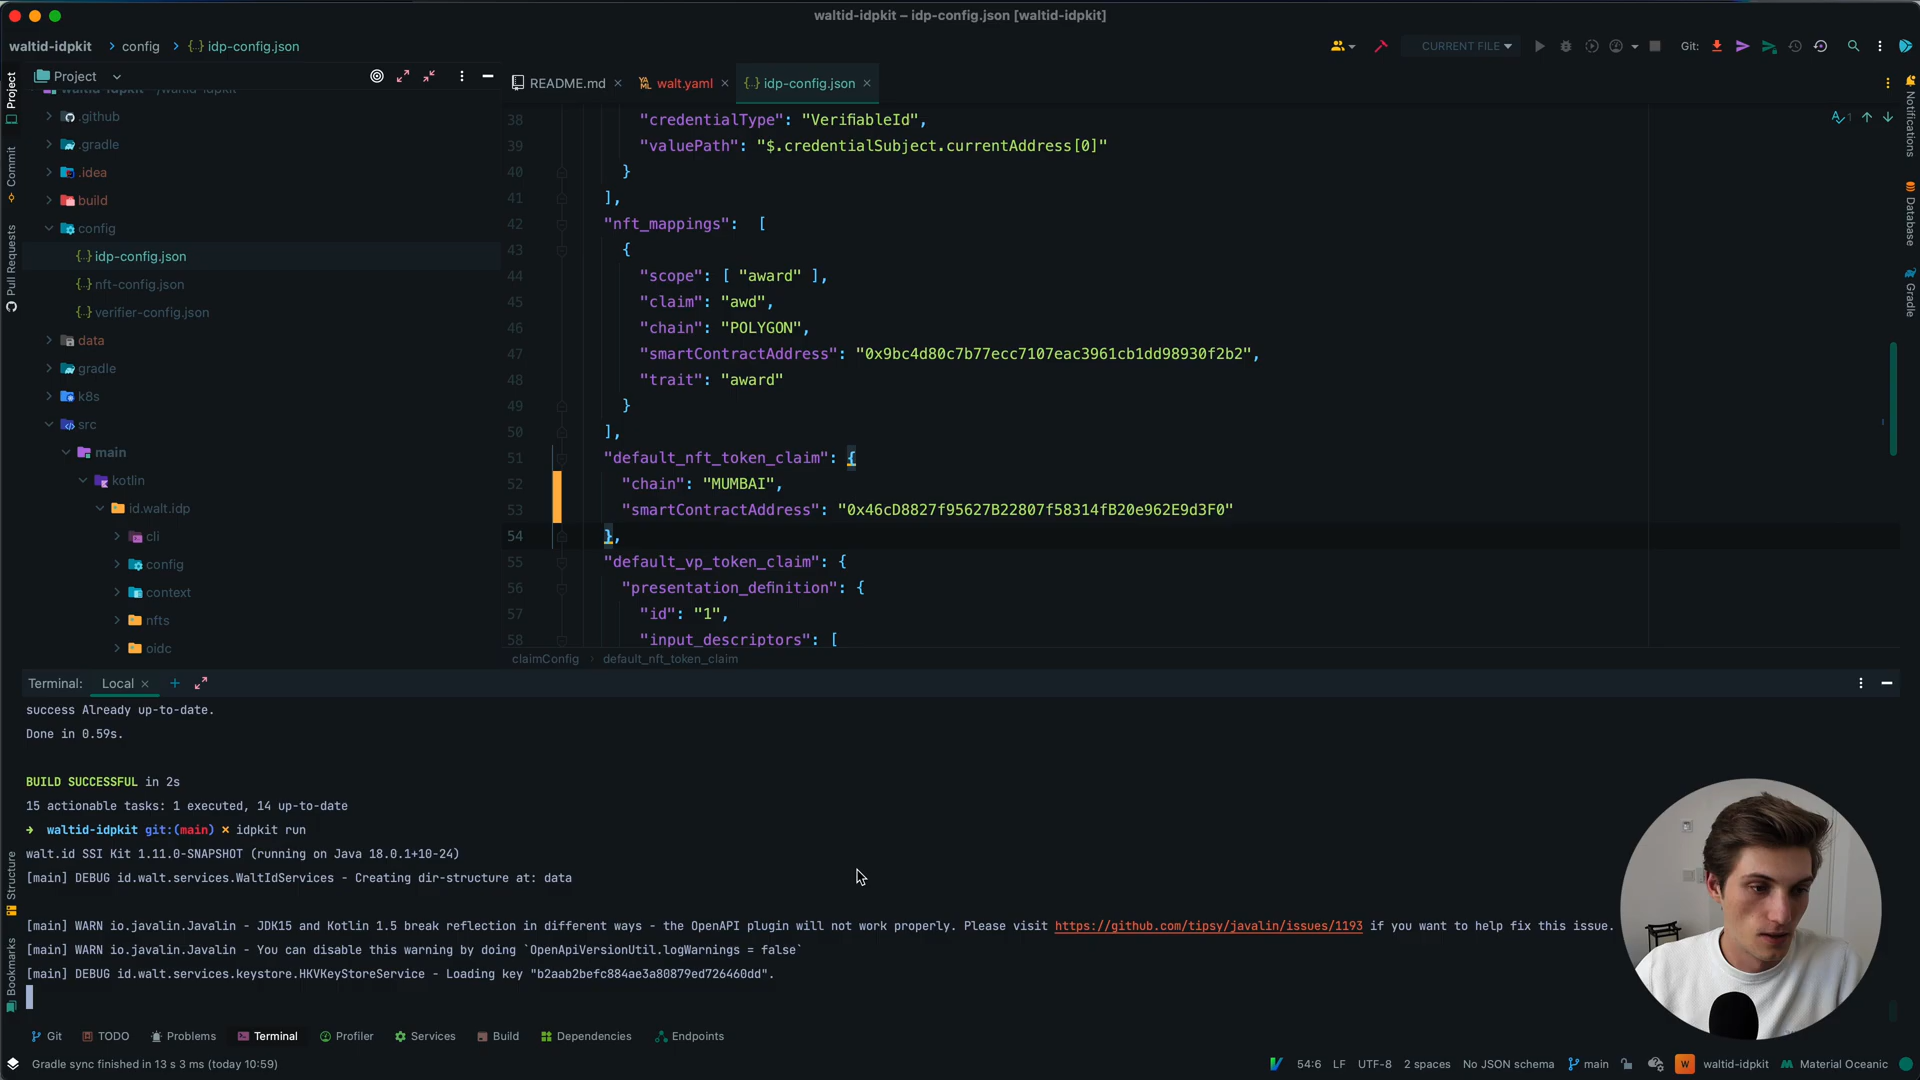 waltid-idpkit – idp-config.json [waltid-idpkit]
waltid-idpkit config idp-config.json
CURRENT FILE Git:
Project
README.md walt.yaml idp-config.json
.github
.gradle
.idea
build
config
idp-config.json
nft-config.json
verifier-config.json
data
gradle
k8s
src
main
kotlin
id.walt.idp
cli
config
context
nfts
oidc
Project
Commit
Pull Requests
Structure
Bookmarks
38 "credentialType": "VerifiableId",
39 "valuePath": "$.credentialSubject.currentAddress[0]"
40 }
41 ],
42 "nft_mappings": [
43 {
44 "scope": [ "award" ],
45 "claim": "awd",
46 "chain": "POLYGON",
47 "smartContractAddress": "0x9bc4d80c7b77ecc7107eac3961cb1dd98930f2b2",
48 "trait": "award"
49 }
50 ],
51 "default_nft_token_claim": {
52 "chain": "MUMBAI",
53 "smartContractAddress": "0x46cD8827f95627B22807f58314fB20e962E9d3F0"
54 },
55 "default_vp_token_claim": {
56 "presentation_definition": {
57 "id": "1",
58 "input_descriptors": [
1
Notifications
Database
Gradle
claimConfig default_nft_token_claim
Terminal: Local
success Already up-to-date.
Done in 0.59s.
BUILD SUCCESSFUL in 2s
15 actionable tasks: 1 executed, 14 up-to-date
➜ waltid-idpkit git:(main) ✗ idpkit run
walt.id SSI Kit 1.11.0-SNAPSHOT (running on Java 18.0.1+10-24)
[main] DEBUG id.walt.services.WaltIdServices - Creating dir-structure at: data
[main] WARN io.javalin.Javalin - JDK15 and Kotlin 1.5 break reflection in different ways - the OpenAPI plugin will not work properly. Please visit https://github.com/tipsy/javalin/issues/1193 if you want to help fix this issue.
[main] WARN io.javalin.Javalin - You can disable this warning by doing `OpenApiVersionUtil.logWarnings = false`
[main] DEBUG id.walt.services.keystore.HKVKeyStoreService - Loading key "b2aab2befc884ae3a80879ed726460dd".
Git TODO Problems Terminal Profiler Services Build Dependencies Endpoints
Gradle sync finished in 13 s 3 ms (today 10:59)
54:6 LF UTF-8 2 spaces No JSON schema main W waltid-idpkit Material Oceanic